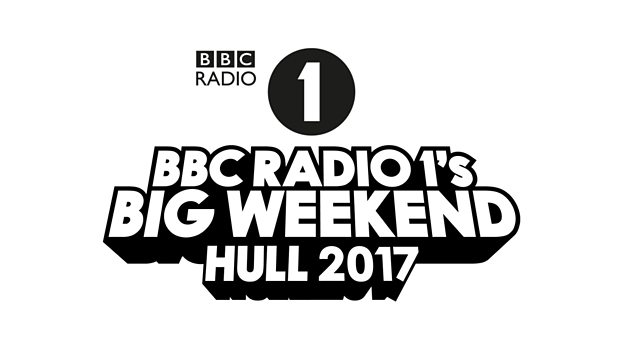 BBC
RADIO
1
BBC RADIO 1's
BIG WEEKEND
HULL 2017